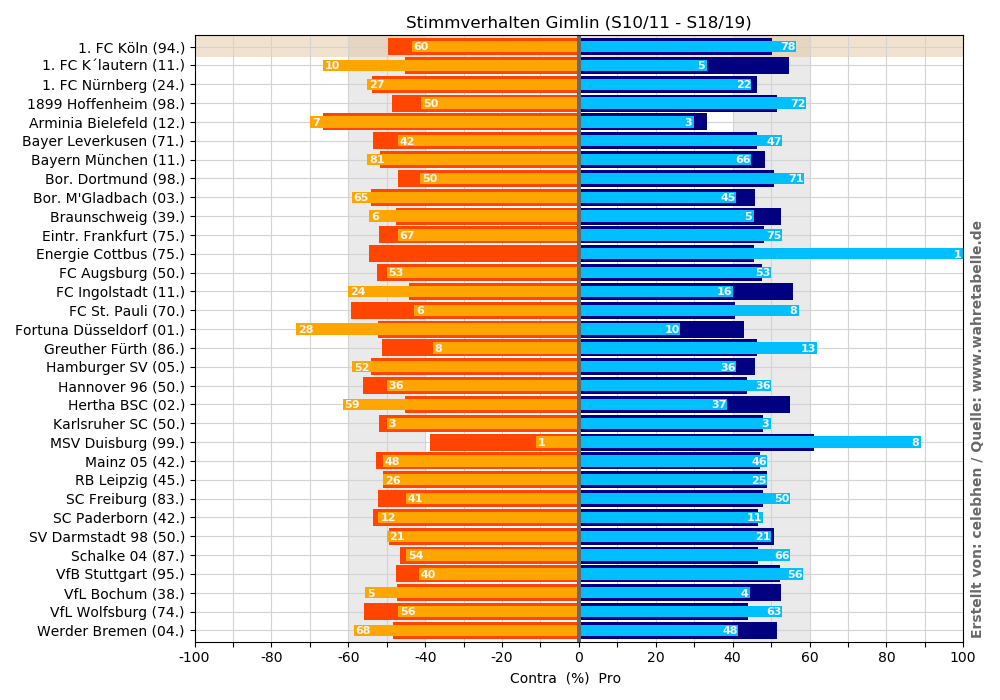 Stimmverhalten Gimlin (S10/11 - S18/19)
1. FC Köln (94.) 60 78
1. FC K´lautern (11.) 10 5
1. FC Nürnberg (24.) 27 22
1899 Hoffenheim (98.) 50 72
Arminia Bielefeld (12.) 7 3
Bayer Leverkusen (71.) 42 47
Bayern München (11.) 81 66
Bor. Dortmund (98.) 50 71
Bor. M'Gladbach (03.) 65 45
Braunschweig (39.) 6 5
Eintr. Frankfurt (75.) 67 75
Energie Cottbus (75.) 1
FC Augsburg (50.) 53 53
FC Ingolstadt (11.) 24 16
FC St. Pauli (70.) 6 8
Fortuna Düsseldorf (01.) 28 10
Greuther Fürth (86.) 8 13
Hamburger SV (05.) 52 36
Hannover 96 (50.) 36 36
Hertha BSC (02.) 59 37
Karlsruher SC (50.) 3 3
MSV Duisburg (99.) 1 8
Mainz 05 (42.) 48 46
RB Leipzig (45.) 26 25
SC Freiburg (83.) 41 50
SC Paderborn (42.) 12 11
SV Darmstadt 98 (50.) 21 21
Schalke 04 (87.) 54 66
VfB Stuttgart (95.) 40 56
VfL Bochum (38.) 5 4
VfL Wolfsburg (74.) 56 63
Werder Bremen (04.) 68 48
-100 -80 -60 -40 -20 0 20 40 60 80 100
Contra (%) Pro
Erstellt von: celebhen / Quelle: www.wahretabelle.de